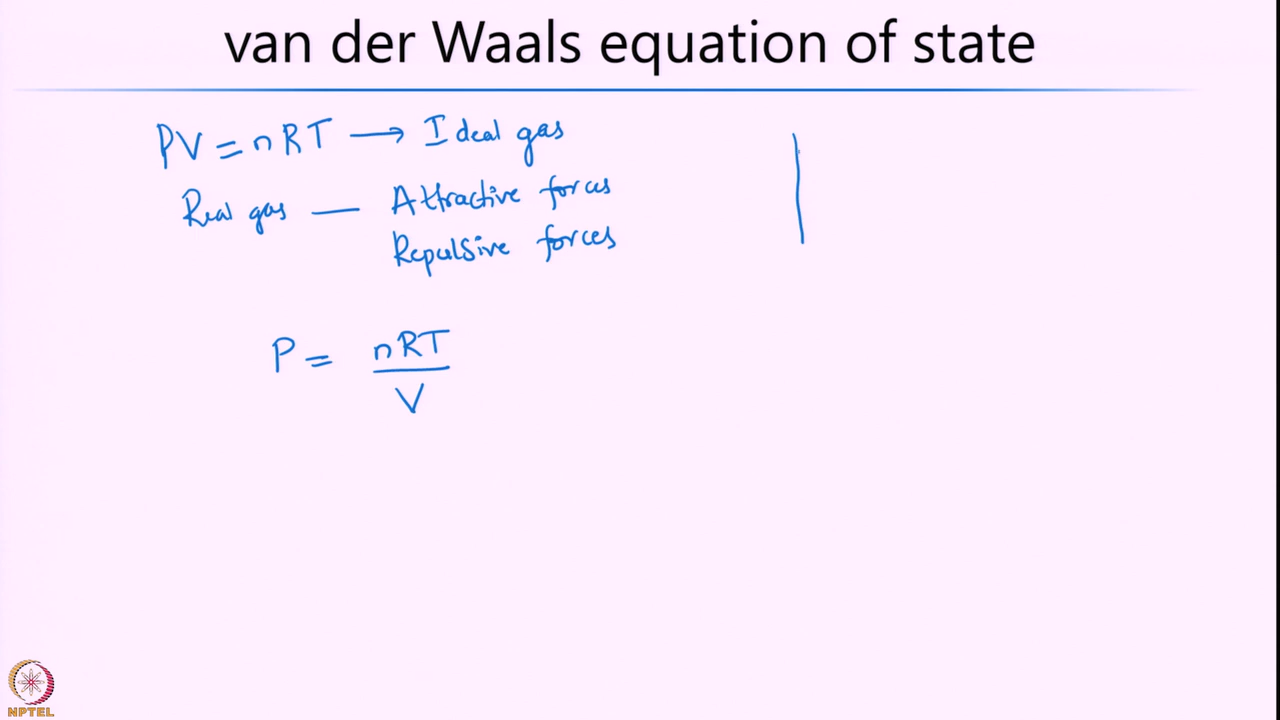 van der Waals equation of state
PV = nRT → Ideal gas
Real gas — Attractive forces
Repulsive forces
P = nRT / V
NPTEL